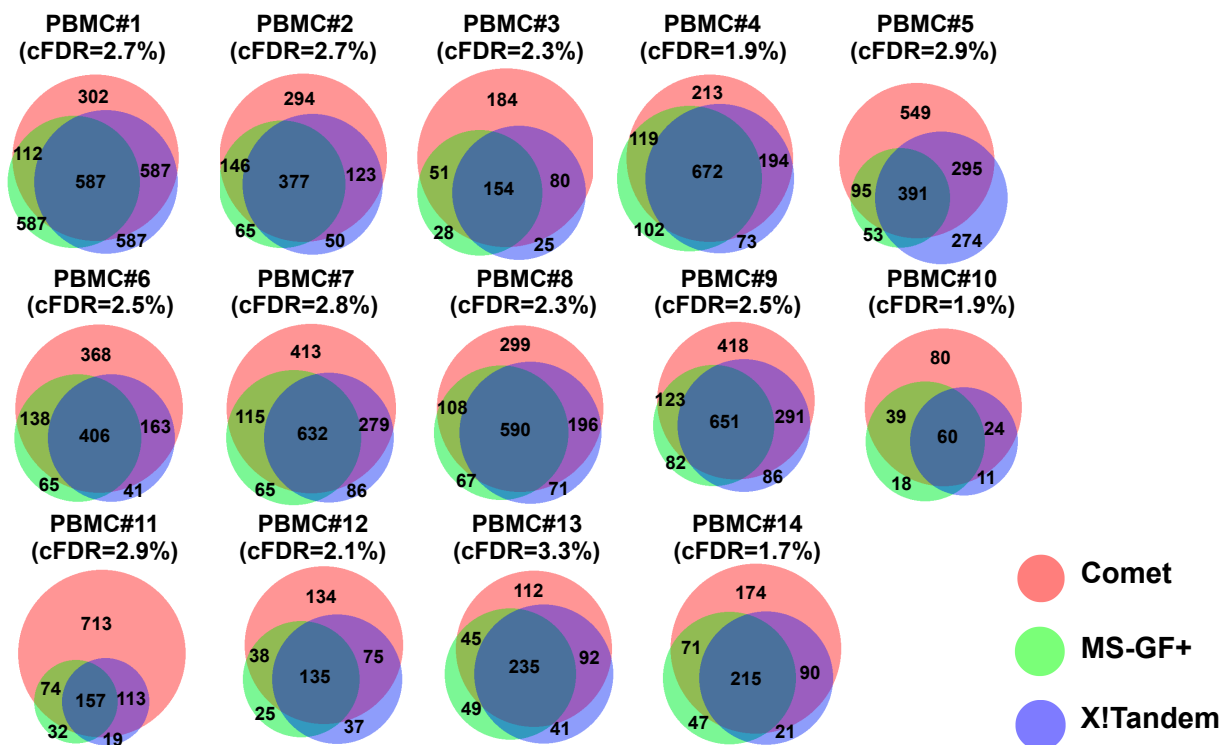 PBMC#1 PBMC#2 PBMC#3 PBMC#4 PBMC#5
(cFDR=2.7%) (cFDR=2.7%) (cFDR=2.3%) (cFDR=1.9%) (cFDR=2.9%)
302 294 184 213 549
112 587 146 123 51 80 119 194 95 295
587 377 154 672 391
587 587 65 50 28 25 102 73 53 274
PBMC#6 PBMC#7 PBMC#8 PBMC#9 PBMC#10
(cFDR=2.5%) (cFDR=2.8%) (cFDR=2.3%) (cFDR=2.5%) (cFDR=1.9%)
368 413 299 418 80
138 163 115 279 108 196 123 291 39 24
406 632 590 651 60
65 41 65 86 67 71 82 86 18 11
PBMC#11 PBMC#12 PBMC#13 PBMC#14
(cFDR=2.9%) (cFDR=2.1%) (cFDR=3.3%) (cFDR=1.7%)
713 134 112 174
74 157 113 38 75 45 92 71 90
135 235 215
32 19 25 37 49 41 47 21
Comet
MS-GF+
X!Tandem